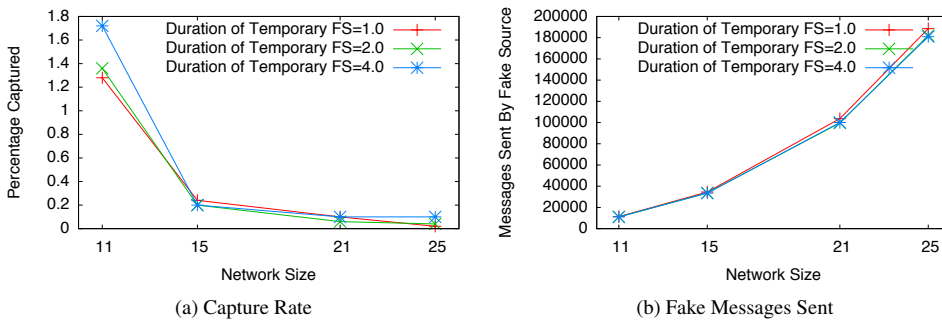 Percentage Captured
1.8
1.6
1.4
1.2
1
0.8
0.6
0.4
0.2
0
Duration of Temporary FS=1.0
Duration of Temporary FS=2.0
Duration of Temporary FS=4.0
11 15 21 25
Network Size
(a) Capture Rate
Messages Sent By Fake Source
200000
180000
160000
140000
120000
100000
80000
60000
40000
20000
Duration of Temporary FS=1.0
Duration of Temporary FS=2.0
Duration of Temporary FS=4.0
11 15 21 25
Network Size
(b) Fake Messages Sent